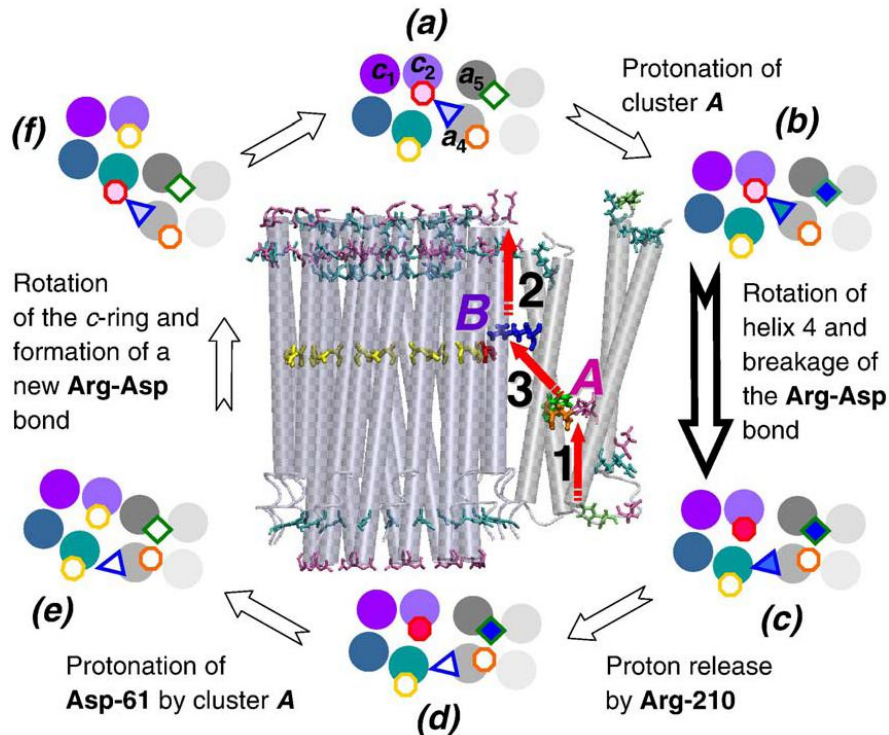 (a)
c1 c2 a5
a4
Protonation of
cluster A
(b)
Rotation of
helix 4 and
breakage of
the Arg-Asp
bond
(c)
Proton release
by Arg-210
(d)
Protonation of
Asp-61 by cluster A
(e)
Rotation
of the c-ring and
formation of a
new Arg-Asp
bond
(f)
2
B
3
A
1